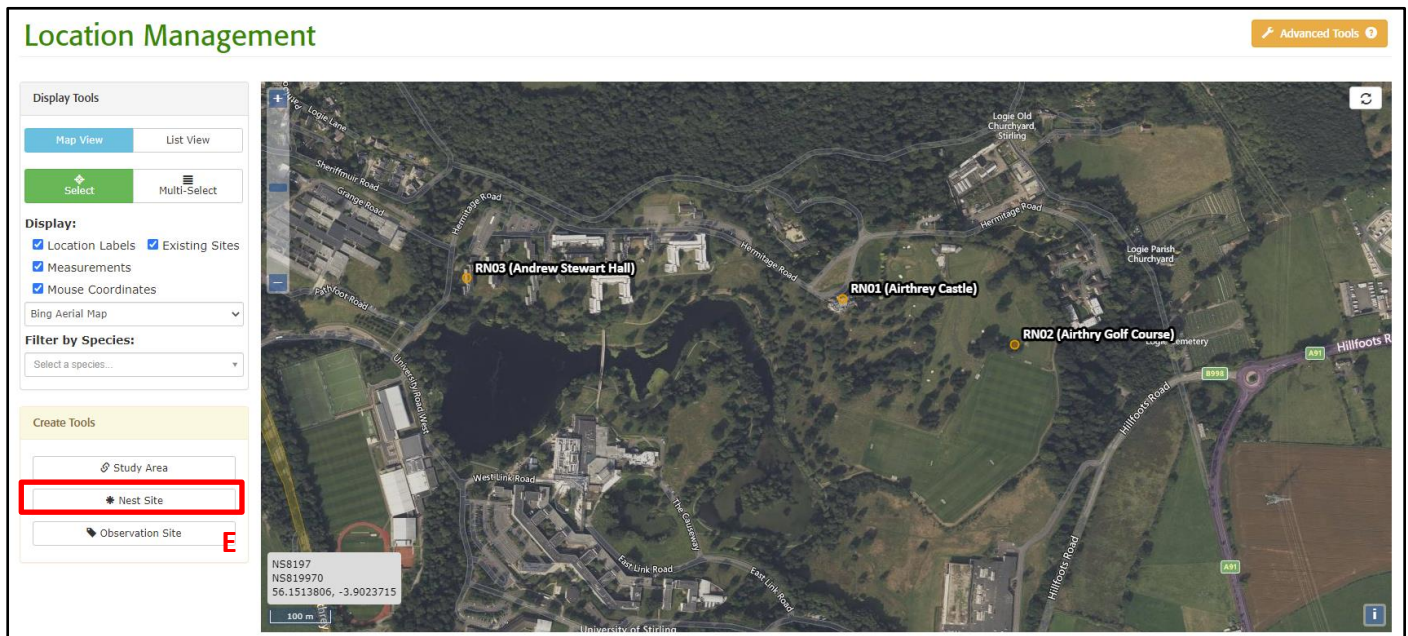 Location Management
Advanced Tools
Display Tools
Map View
List View
Select
Multi-Select
Display:
Location Labels
Existing Sites
Measurements
Mouse Coordinates
Bing Aerial Map
Filter by Species:
Select a species...
Create Tools
Study Area
Nest Site
Observation Site
E
Logie Lane
Sheriffmuir Road
Grange Road
Hermitage Road
Pathfoot Road
RN03 (Andrew Stewart Hall)
Logie Old
Churchyard,
Stirling
Hermitage Road
Hermitage Road
Logie Parish
Churchyard
RN01 (Airthrey Castle)
RN02 (Airthry Golf Course)
Cemetery
A91
Hillfoots R
B998
Hillfoots Road
University Road West
West Link Road
The Causeway
East Link Road
East Link Road
Hillfoots Road
A91
NS8197
NS819970
56.1513806, -3.9023715
100 m
University of Stirling
i